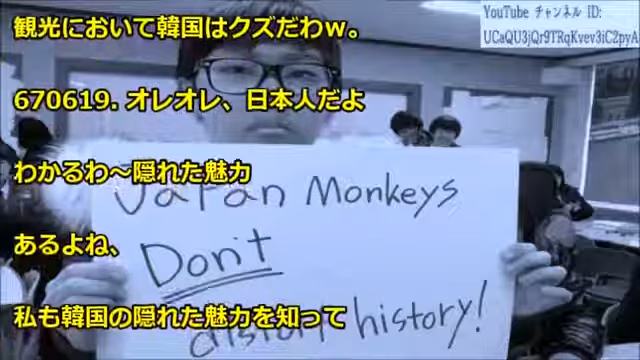 YouTube チャンネル ID:
UCaQU3jQr9TRqKvev3iC2pyA
観光において韓国はクズだわｗ。
670619. オレオレ、日本人だよ
わかるわ～隠れた魅力
Japan Monkeys
あるよね、
Don't
私も韓国の隠れた魅力を知って
distory history!